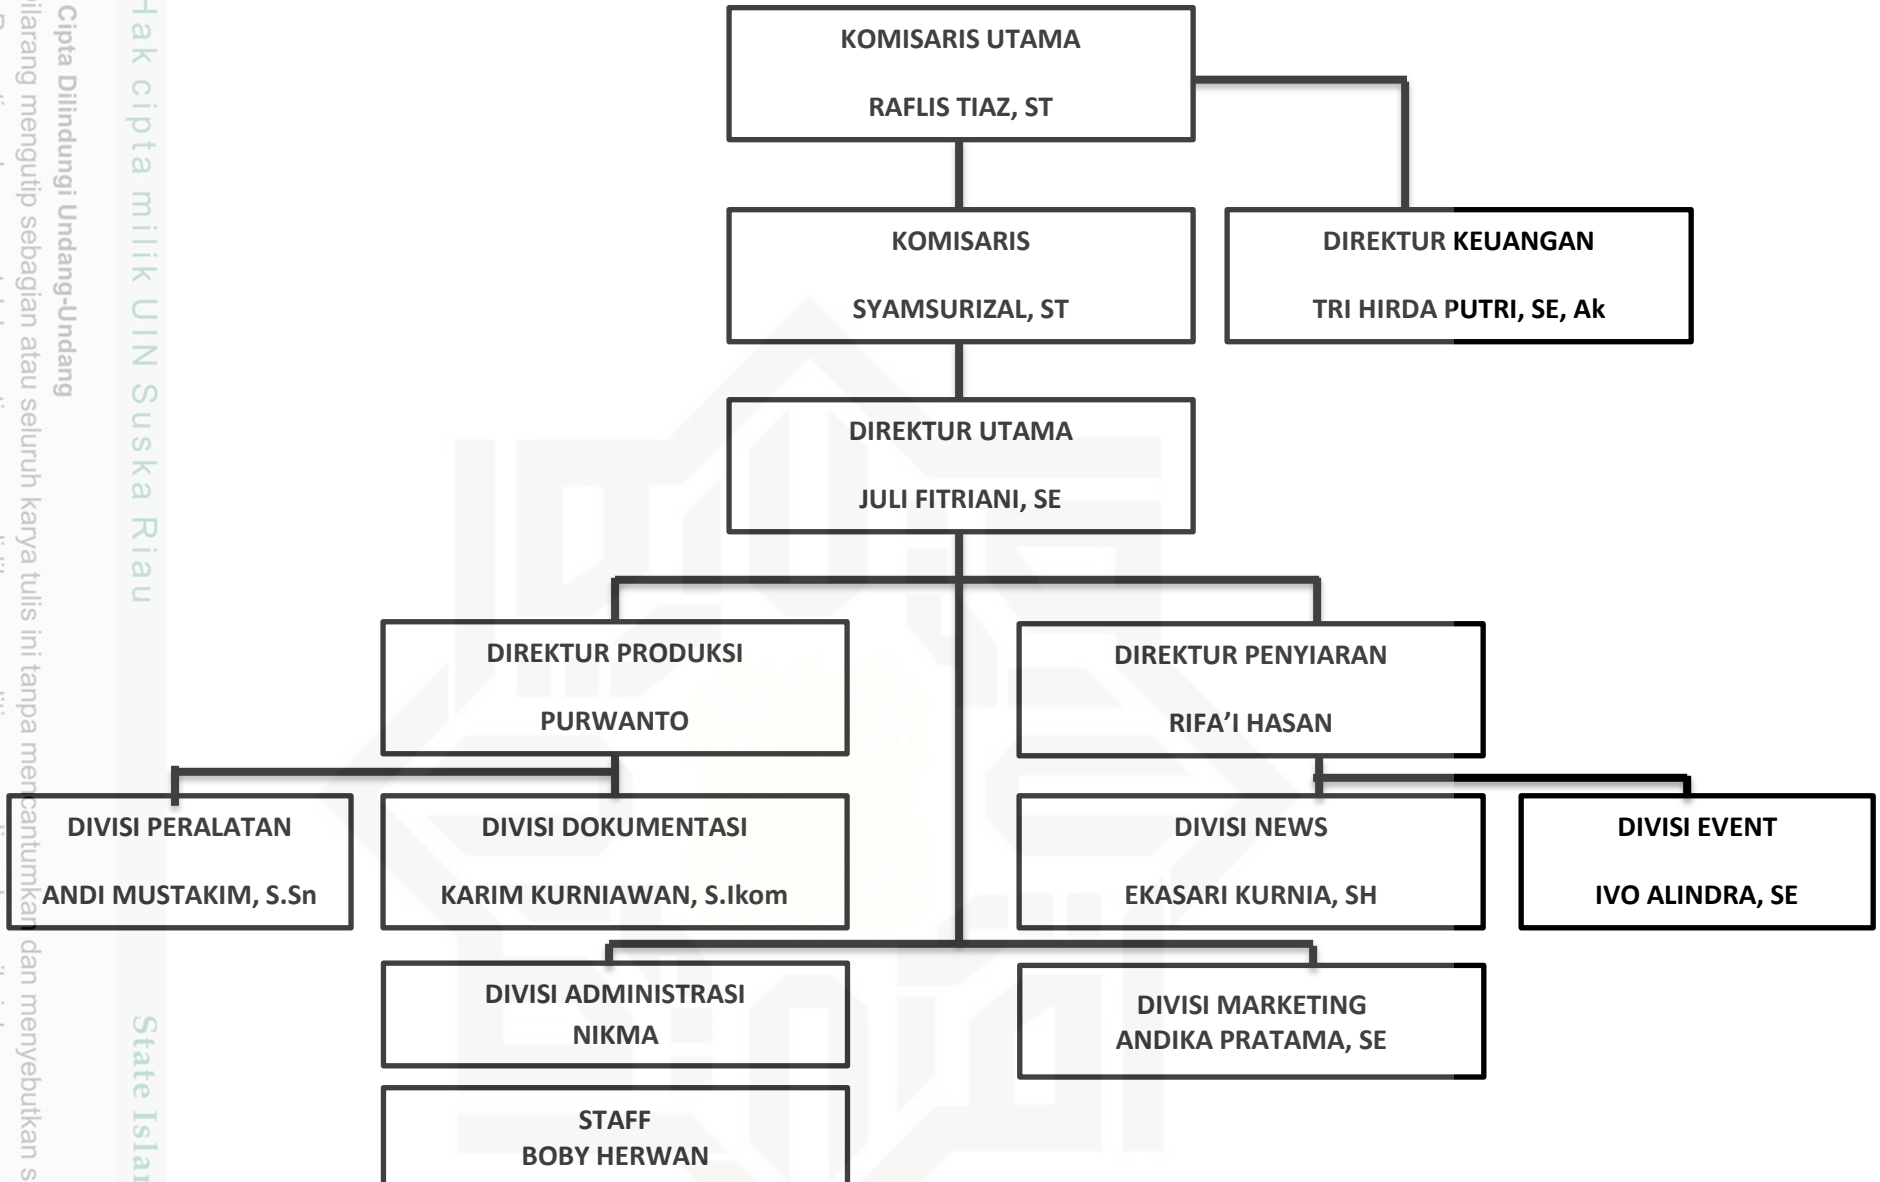 KOMISARIS UTAMA
RAFLIS TIAZ, ST
KOMISARIS
SYAMSURIZAL, ST
DIREKTUR KEUANGAN
TRI HIRDA PUTRI, SE, Ak
DIREKTUR UTAMA
JULI FITRIANI, SE
DIREKTUR PRODUKSI
PURWANTO
DIREKTUR PENYIARAN
RIFA’I HASAN
DIVISI PERALATAN
ANDI MUSTAKIM, S.Sn
DIVISI DOKUMENTASI
KARIM KURNIAWAN, S.Ikom
DIVISI NEWS
EKASARI KURNIA, SH
DIVISI EVENT
IVO ALINDRA, SE
DIVISI ADMINISTRASI
NIKMA
DIVISI MARKETING
ANDIKA PRATAMA, SE
STAFF
BOBY HERWAN
Hak cipta milik UIN Suska Riau
State Islam
Cipta Dilindungi Undang-Undang
Dilarang mengutip sebagian atau seluruh karya tulis ini tanpa mencantumkan dan menyebutkan s